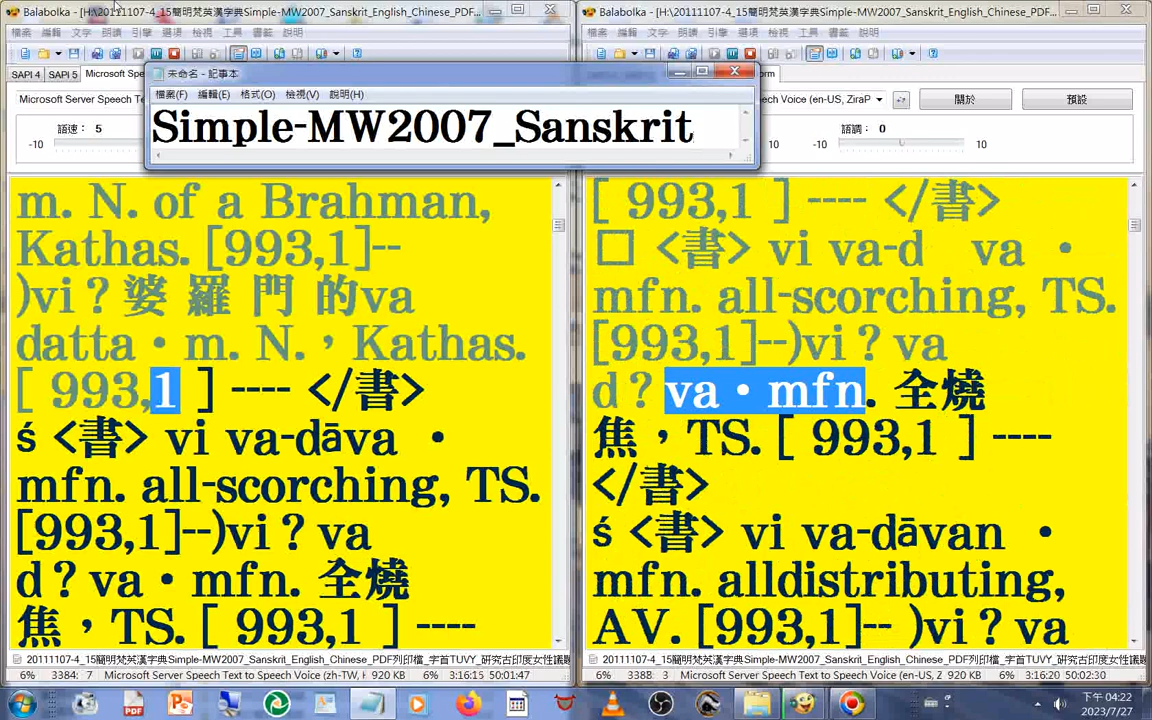 Balabolka - [H:\20111107-4_15簡明梵英漢字典Simple-MW2007_Sanskrit_English_Chinese_PDF...
Balabolka - [H:\20111107-4_15簡明梵英漢字典Simple-MW2007_Sanskrit_English_Chinese_PDF...
檔案 編輯 文字 朗讀 引擎 選項 檢視 工具 書籤 說明
檔案 編輯 文字 朗讀 引擎 選項 檢視 工具 書籤 說明
SAPI 4 SAPI 5 Microsoft Spe
未命名 - 記事本
檔案(F) 編輯(E) 格式(O) 檢視(V) 說明(H)
Simple-MW2007_Sanskrit
Microsoft Server Speech Text
ech Voice (en-US, ZiraP
關於
預設
語速： 5
語調： 0
-10
10
-10
10
m. N. of a Brahman,
Kathas. [993,1]--
)vi？婆 羅 門 的va
datta・m. N.，Kathas.
[ 993,1 ] ---- </書>
ś <書> vi va-dāva ・
mfn. all-scorching, TS.
[993,1]--)vi？va
d？va・mfn. 全燒
焦，TS. [ 993,1 ] ----
[ 993,1 ] ---- </書>
□ <書> vi va-d va ・
mfn. all-scorching, TS.
[993,1]--)vi？va
d？va・mfn. 全燒
焦，TS. [ 993,1 ] ----
</書>
ś <書> vi va-dāvan ・
mfn. alldistributing,
AV. [993,1]-- )vi？va
20111107-4_15簡明梵英漢字典Simple-MW2007_Sanskrit_English_Chinese_PDF列印檔_字首TUVY_研究古印度女性議題
20111107-4_15簡明梵英漢字典Simple-MW2007_Sanskrit_English_Chinese_PDF列印檔_字首TUVY_研究古印度女性議題
6% 3384: 7 Microsoft Server Speech Text to Speech Voice (zh-TW, H 920 KB 6% 3:16:15 50:01:47
6% 3388: 3 Microsoft Server Speech Text to Speech Voice (en-US, Z 920 KB 6% 3:16:20 50:02:30
下午 04:22
2023/7/27